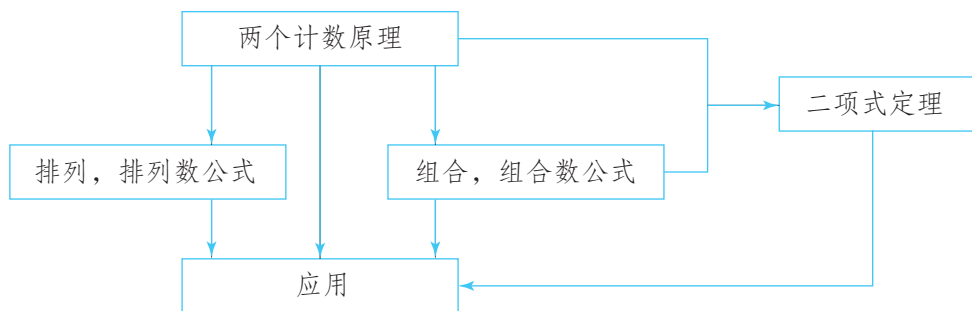 两个计数原理
二项式定理
排列，排列数公式
组合，组合数公式
应用